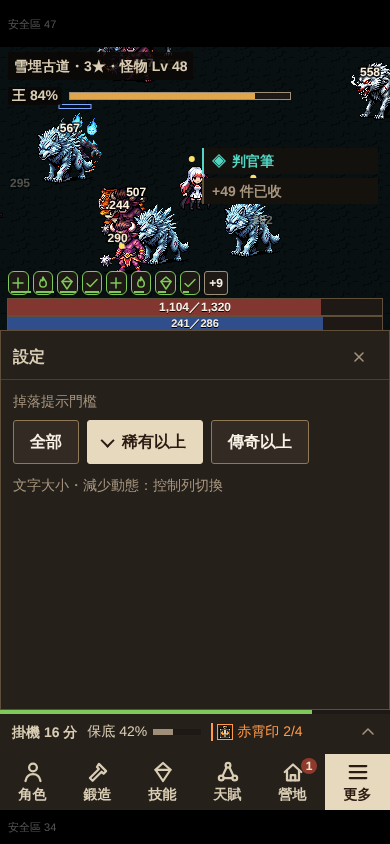 安全區 47
雪埋古道・3★・怪物 Lv 48
558
王 84%
567
◈ 判官筆
295
507
+49 件已收
244
290
+9
1,104／1,320
241／286
設定
×
掉落提示門檻
全部
稀有以上
傳奇以上
文字大小・減少動態：控制列切換
掛機 16 分
保底 42%
赤霄印 2/4
1
角色
鍛造
技能
天賦
營地
更多
安全區 34